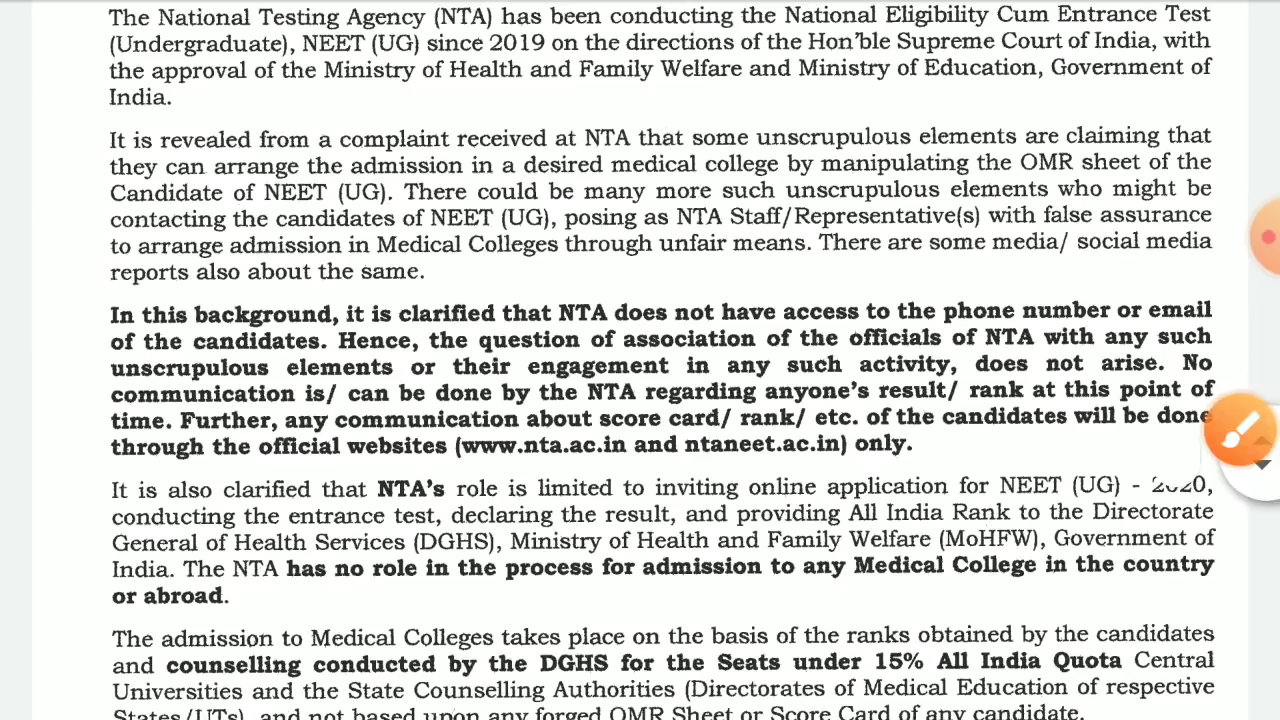 The National Testing Agency (NTA) has been conducting the National Eligibility Cum Entrance Test
(Undergraduate), NEET (UG) since 2019 on the directions of the Hon'ble Supreme Court of India, with
the approval of the Ministry of Health and Family Welfare and Ministry of Education, Government of
India.
It is revealed from a complaint received at NTA that some unscrupulous elements are claiming that
they can arrange the admission in a desired medical college by manipulating the OMR sheet of the
Candidate of NEET (UG). There could be many more such unscrupulous elements who might be
contacting the candidates of NEET (UG), posing as NTA Staff/Representative(s) with false assurance
to arrange admission in Medical Colleges through unfair means. There are some media/ social media
reports also about the same.
In this background, it is clarified that NTA does not have access to the phone number or email
of the candidates. Hence, the question of association of the officials of NTA with any such
unscrupulous elements or their engagement in any such activity, does not arise. No
communication is/ can be done by the NTA regarding anyone's result/ rank at this point of
time. Further, any communication about score card/ rank/ etc. of the candidates will be done
through the official websites (www.nta.ac.in and ntaneet.ac.in) only.
It is also clarified that NTA's role is limited to inviting online application for NEET (UG) - 2020,
conducting the entrance test, declaring the result, and providing All India Rank to the Directorate
General of Health Services (DGHS), Ministry of Health and Family Welfare (MoHFW), Government of
India. The NTA has no role in the process for admission to any Medical College in the country
or abroad.
The admission to Medical Colleges takes place on the basis of the ranks obtained by the candidates
and counselling conducted by the DGHS for the Seats under 15% All India Quota Central
Universities and the State Counselling Authorities (Directorates of Medical Education of respective
States/UTs), and not based upon any forged OMR Sheet or Score Card of any candidate.